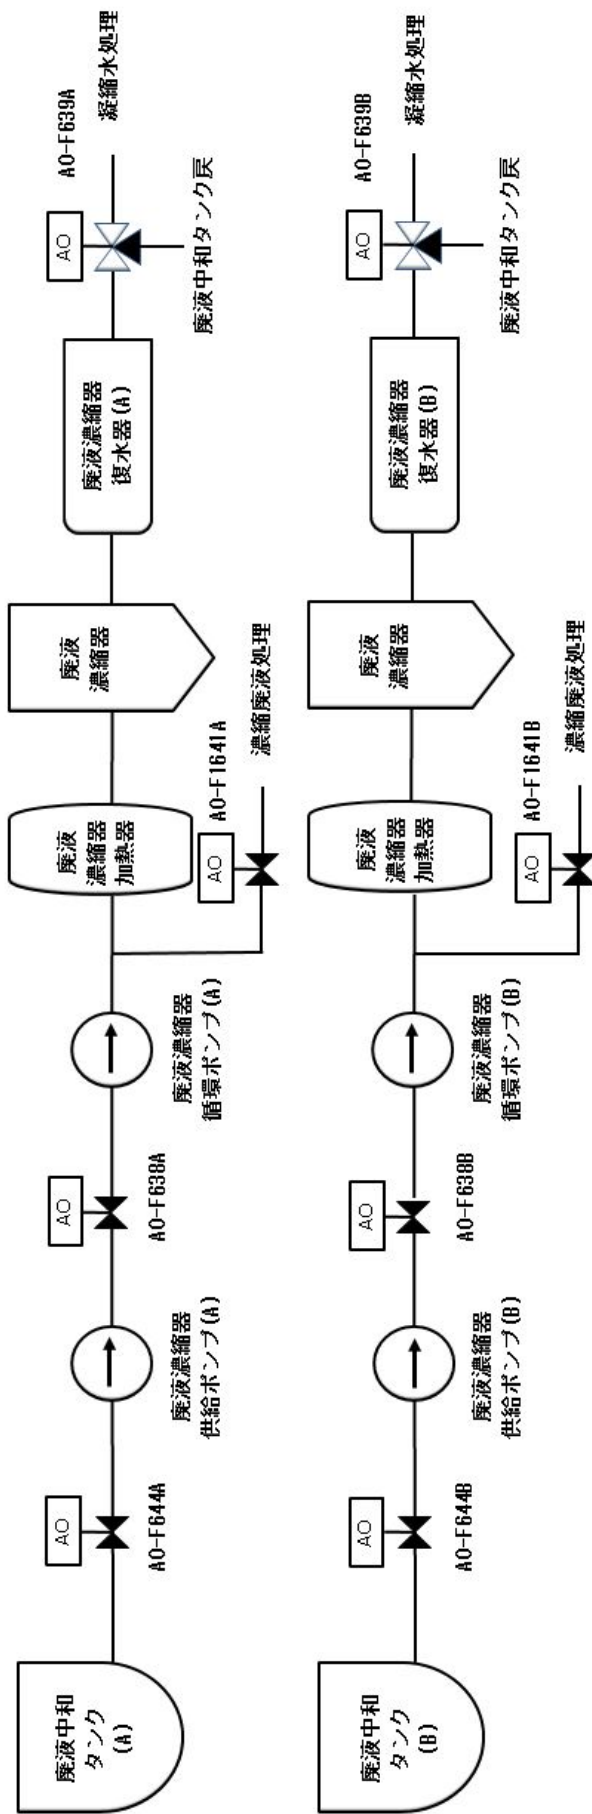 廃液中和
タンク
(A)
AO
AO-F644A
廃液濃縮器
供給ポンプ(A)
AO
AO-F638A
廃液濃縮器
循環ポンプ(A)
廃液
濃縮器
加熱器
AO
AO-F1641A
濃縮廃液処理
廃液
濃縮器
廃液濃縮器
復水器(A)
AO
AO-F639A
凝縮水処理
廃液中和タンク戻
廃液中和
タンク
(B)
AO
AO-F644B
廃液濃縮器
供給ポンプ(B)
AO
AO-F638B
廃液濃縮器
循環ポンプ(B)
廃液
濃縮器
加熱器
AO
AO-F1641B
濃縮廃液処理
廃液
濃縮器
廃液濃縮器
復水器(B)
AO
AO-F639B
凝縮水処理
廃液中和タンク戻